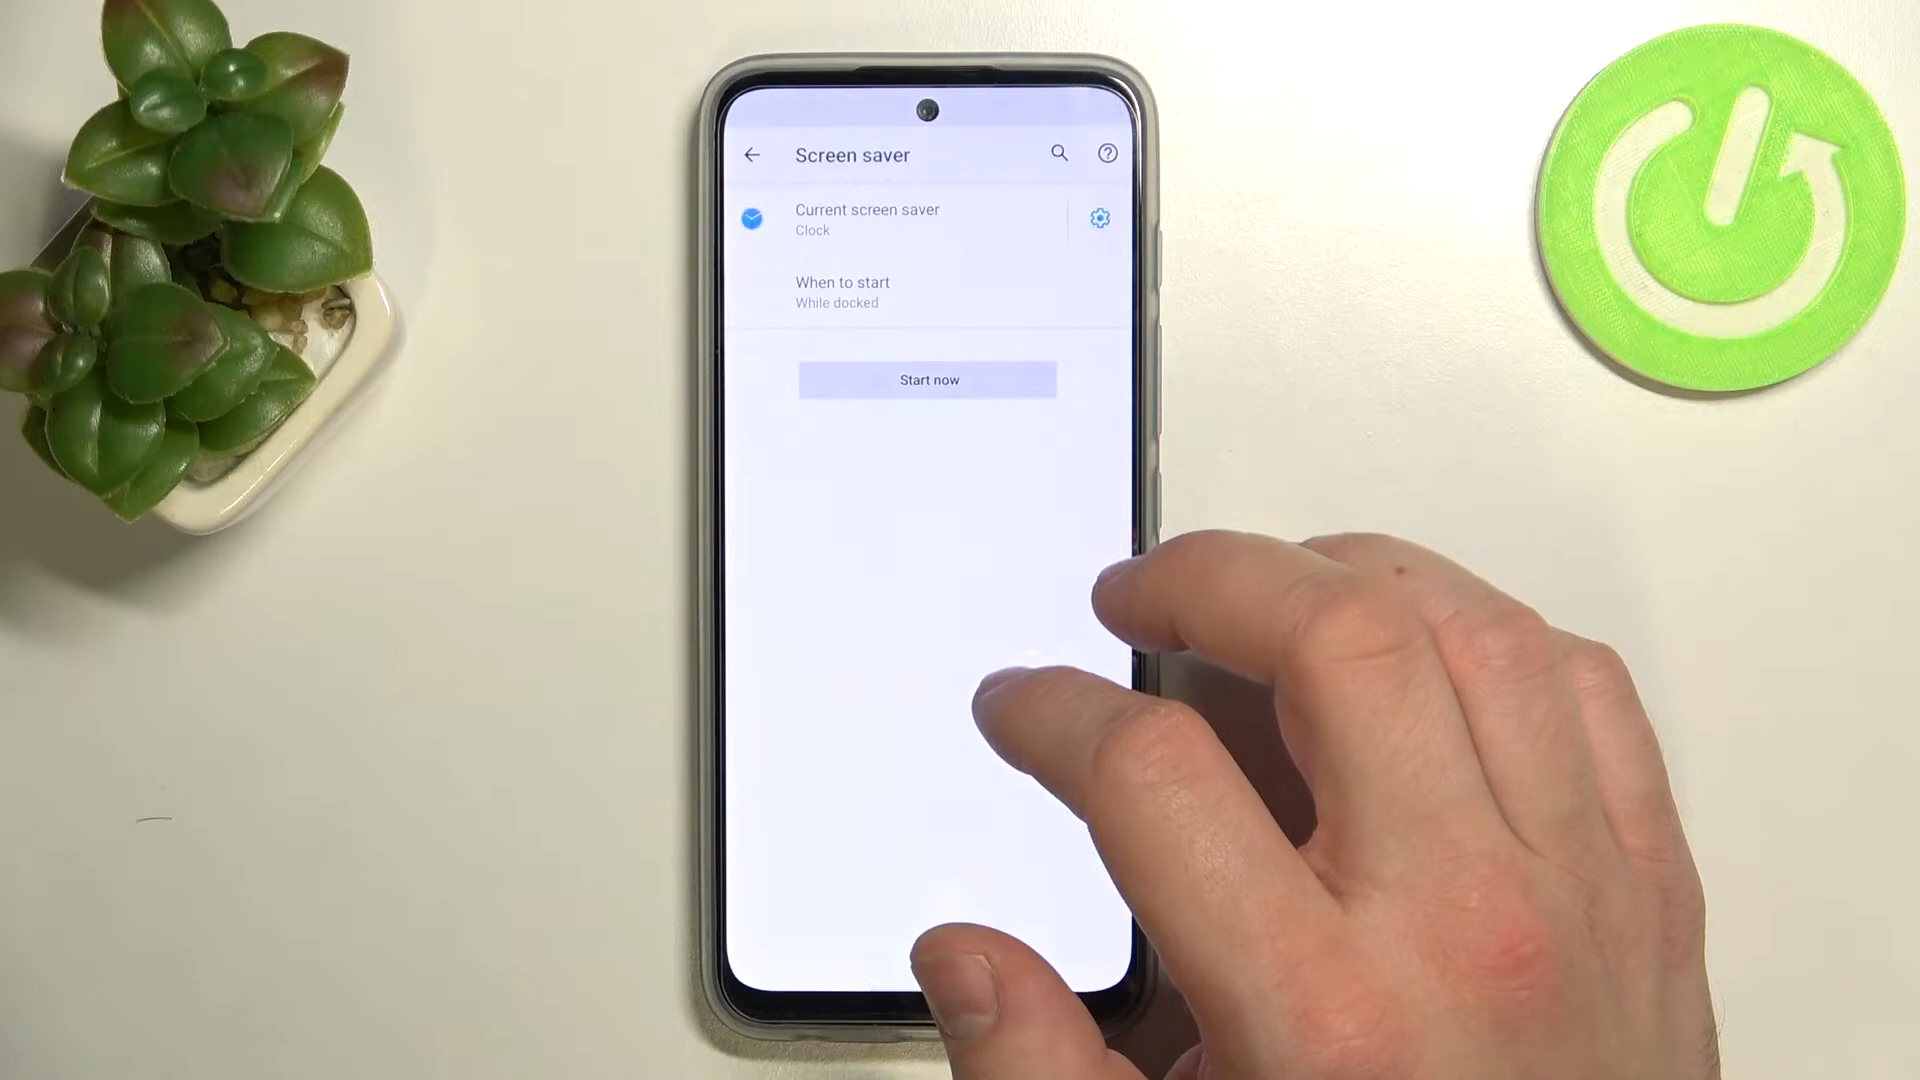 Screen saver
Current screen saver
Clock
When to start
While docked
Start now